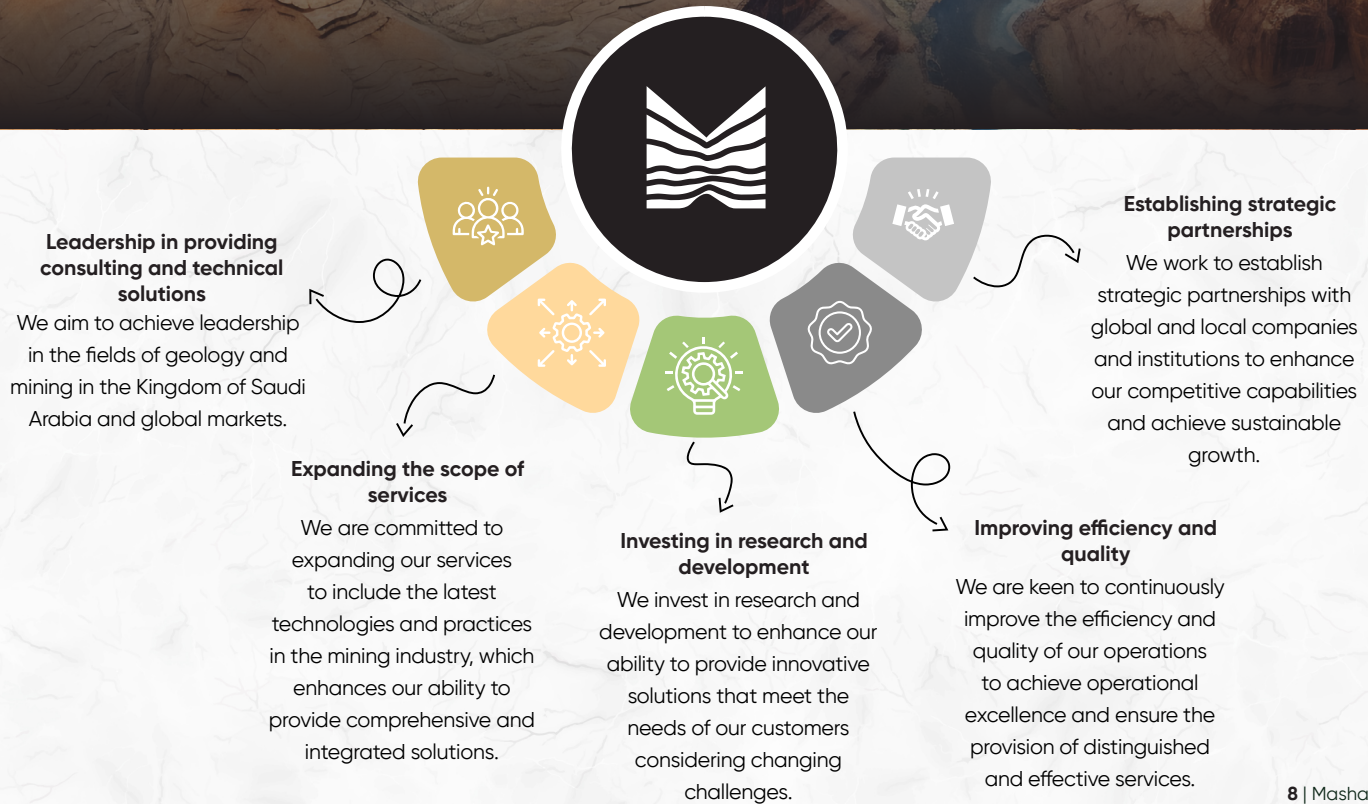 Leadership in providing
consulting and technical
solutions
We aim to achieve leadership
in the fields of geology and
mining in the Kingdom of Saudi
Arabia and global markets.
Expanding the scope of
services
We are committed to
expanding our services
to include the latest
technologies and practices
in the mining industry, which
enhances our ability to
provide comprehensive and
integrated solutions.
Investing in research and
development
We invest in research and
development to enhance our
ability to provide innovative
solutions that meet the
needs of our customers
considering changing
challenges.
Improving efficiency and
quality
We are keen to continuously
improve the efficiency and
quality of our operations
to achieve operational
excellence and ensure the
provision of distinguished
and effective services.
Establishing strategic
partnerships
We work to establish
strategic partnerships with
global and local companies
and institutions to enhance
our competitive capabilities
and achieve sustainable
growth.
8 | Masha